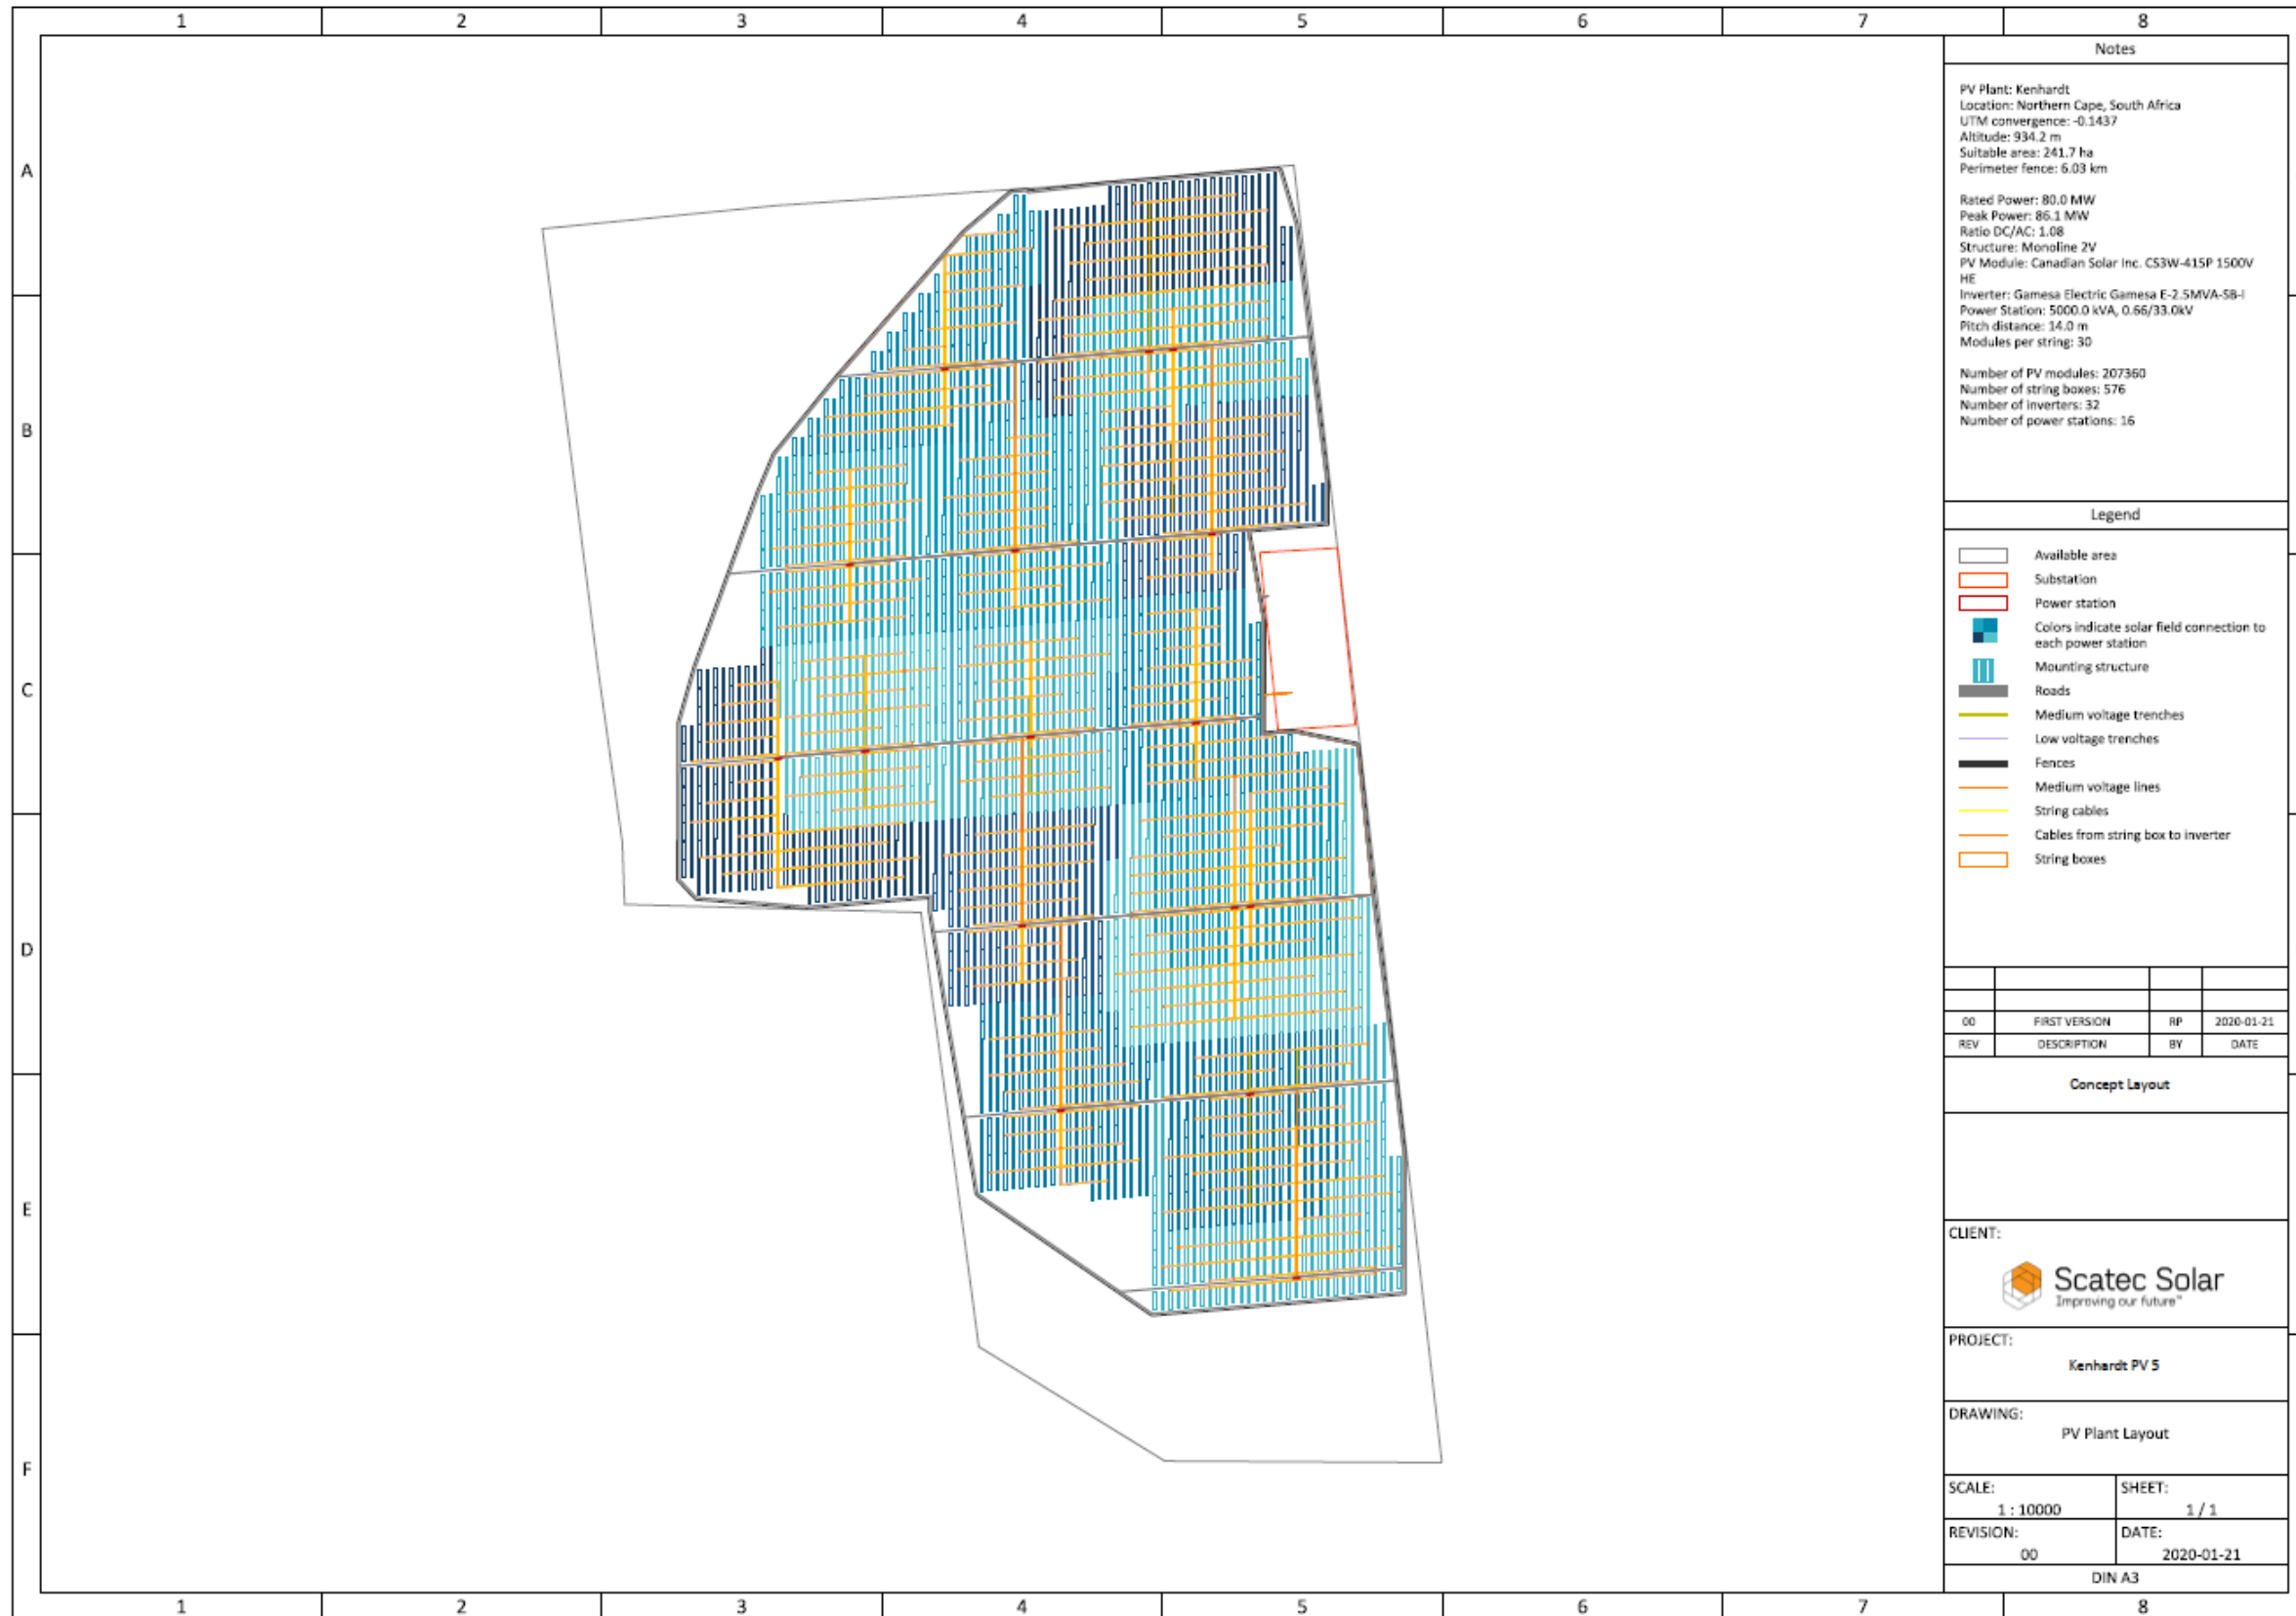 1 2 3 4 5 6 7 8
A
B
C
D
E
F
Notes
PV Plant: Kenhardt
Location: Northern Cape, South Africa
UTM convergence: -0.1437
Altitude: 934.2 m
Suitable area: 241.7 ha
Perimeter fence: 6.03 km
Rated Power: 80.0 MW
Peak Power: 86.1 MW
Ratio DC/AC: 1.08
Structure: Monoline 2V
PV Module: Canadian Solar Inc. CS3W-415P 1500V
HE
Inverter: Gamesa Electric Gamesa E-2.5MVA-SB-I
Power Station: 5000.0 kVA, 0.66/33.0kV
Pitch distance: 14.0 m
Modules per string: 30
Number of PV modules: 207360
Number of string boxes: 576
Number of inverters: 32
Number of power stations: 16
Legend
Available area
Substation
Power station
Colors indicate solar field connection to
each power station
Mounting structure
Roads
Medium voltage trenches
Low voltage trenches
Fences
Medium voltage lines
String cables
Cables from string box to inverter
String boxes
00 FIRST VERSION RP 2020-01-21
REV DESCRIPTION BY DATE
Concept Layout
CLIENT:
Scatec Solar
Improving our future™
PROJECT:
Kenhardt PV 5
DRAWING:
PV Plant Layout
SCALE: SHEET:
1 : 10000 1 / 1
REVISION: DATE:
00 2020-01-21
DIN A3
1 2 3 4 5 6 7 8